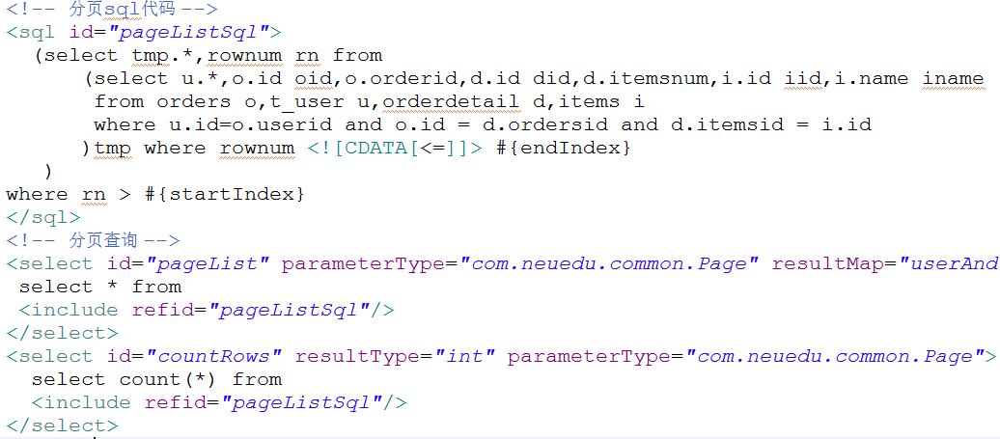 <!-- 分页sql代码 -->
<sql id="pageListSql">
(select tmp.*,rownum rn from
(select u.*,o.id oid,o.orderid,d.id did,d.itemsnum,i.id iid,i.name iname
from orders o,t_user u,orderdetail d,items i
where u.id=o.userid and o.id = d.ordersid and d.itemsid = i.id
)tmp where rownum <![CDATA[<=]]> #{endIndex}
)
where rn > #{startIndex}
</sql>
<!-- 分页查询 -->
<select id="pageList" parameterType="com.neuedu.common.Page" resultMap="userAnd
select * from
<include refid="pageListSql"/>
</select>
<select id="countRows" resultType="int" parameterType="com.neuedu.common.Page">
select count(*) from
<include refid="pageListSql"/>
</select>